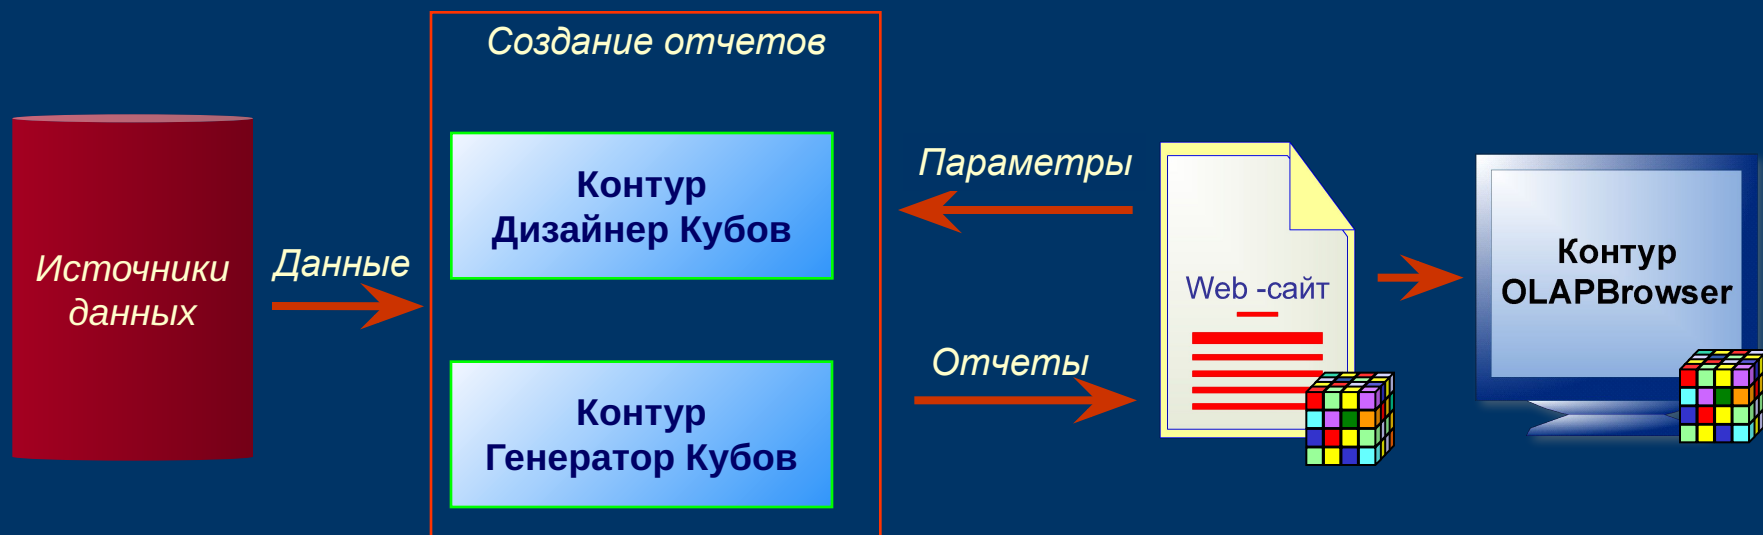 Создание отчетов
Источники
данных
Данные
Контур
Дизайнер Кубов
Контур
Генератор Кубов
Параметры
Отчеты
Web -сайт
Контур
OLAPBrowser